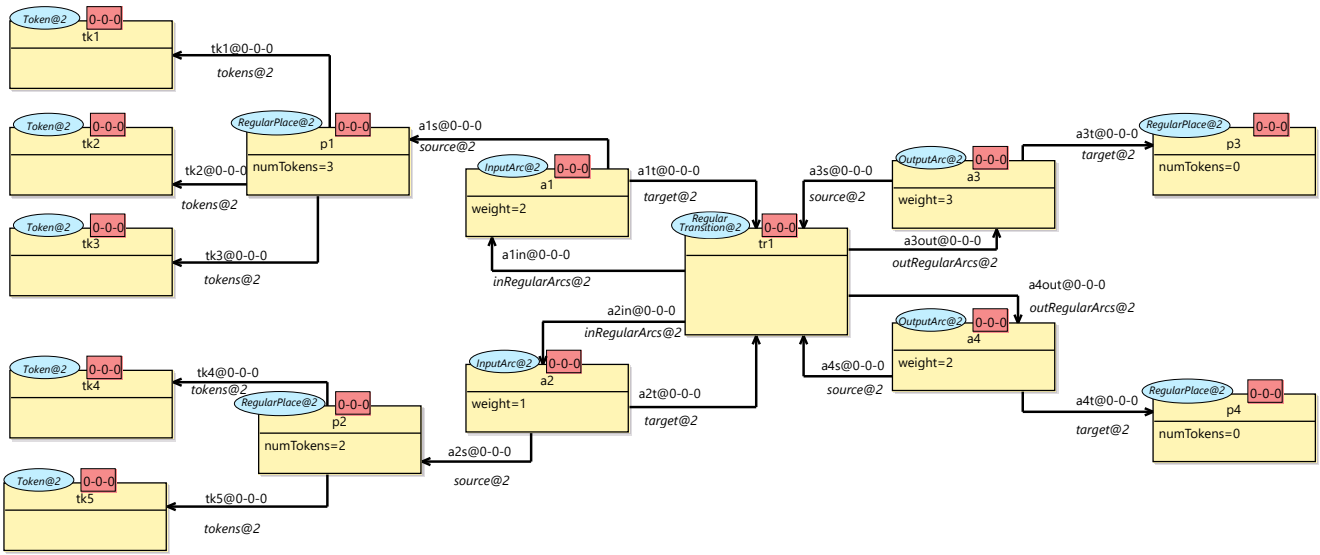 Token@2 0-0-0
tk1
tk1@0-0-0
tokens@2
Token@2 0-0-0
tk2
tk2@0-0-0
tokens@2
Token@2 0-0-0
tk3
tk3@0-0-0
tokens@2
RegularPlace@2 0-0-0
p1
numTokens=3
a1s@0-0-0
source@2
InputArc@2 0-0-0
a1
weight=2
a1t@0-0-0
target@2
a1in@0-0-0
inRegularArcs@2
Regular
Transition@2 0-0-0
tr1
a3s@0-0-0
source@2
OutputArc@2 0-0-0
a3
weight=3
a3out@0-0-0
outRegularArcs@2
a3t@0-0-0
target@2
RegularPlace@2 0-0-0
p3
numTokens=0
a4out@0-0-0
outRegularArcs@2
OutputArc@2 0-0-0
a4
weight=2
a4s@0-0-0
source@2
a4t@0-0-0
target@2
RegularPlace@2 0-0-0
p4
numTokens=0
a2in@0-0-0
inRegularArcs@2
InputArc@2 0-0-0
a2
weight=1
a2t@0-0-0
target@2
a2s@0-0-0
source@2
Token@2 0-0-0
tk4
tk4@0-0-0
tokens@2
RegularPlace@2 0-0-0
p2
numTokens=2
Token@2 0-0-0
tk5
tk5@0-0-0
tokens@2